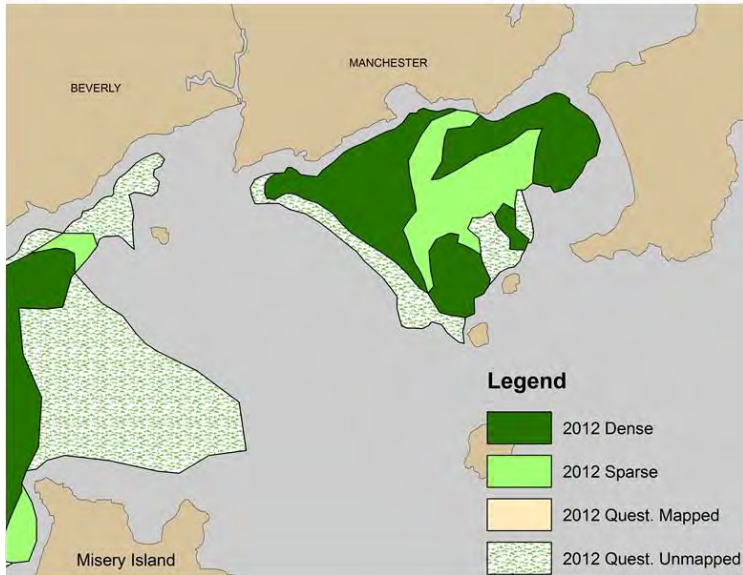 MANCHESTER
BEVERLY
Legend
2012 Dense
2012 Sparse
2012 Quest. Mapped
2012 Quest. Unmapped
Misery Island